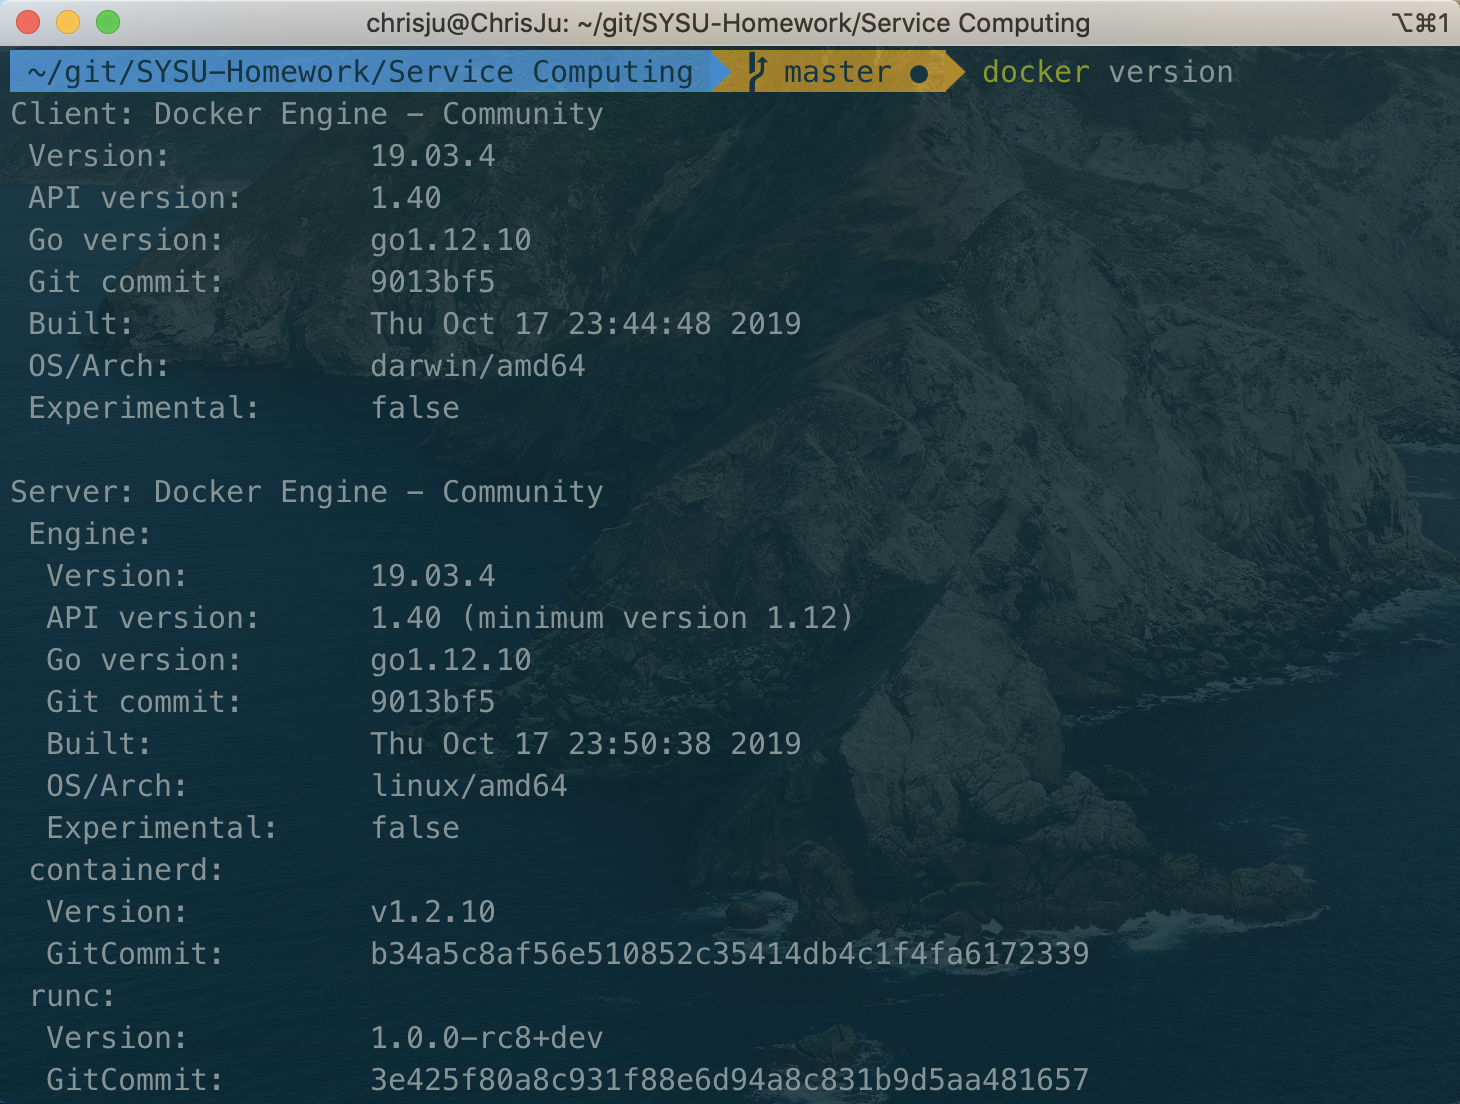 chrisju@ChrisJu: ~/git/SYSU-Homework/Service Computing ⌥⌘1
~/git/SYSU-Homework/Service Computing master ● docker version
Client: Docker Engine - Community
Version: 19.03.4
API version: 1.40
Go version: go1.12.10
Git commit: 9013bf5
Built: Thu Oct 17 23:44:48 2019
OS/Arch: darwin/amd64
Experimental: false
Server: Docker Engine - Community
Engine:
Version: 19.03.4
API version: 1.40 (minimum version 1.12)
Go version: go1.12.10
Git commit: 9013bf5
Built: Thu Oct 17 23:50:38 2019
OS/Arch: linux/amd64
Experimental: false
containerd:
Version: v1.2.10
GitCommit: b34a5c8af56e510852c35414db4c1f4fa6172339
runc:
Version: 1.0.0-rc8+dev
GitCommit: 3e425f80a8c931f88e6d94a8c831b9d5aa481657